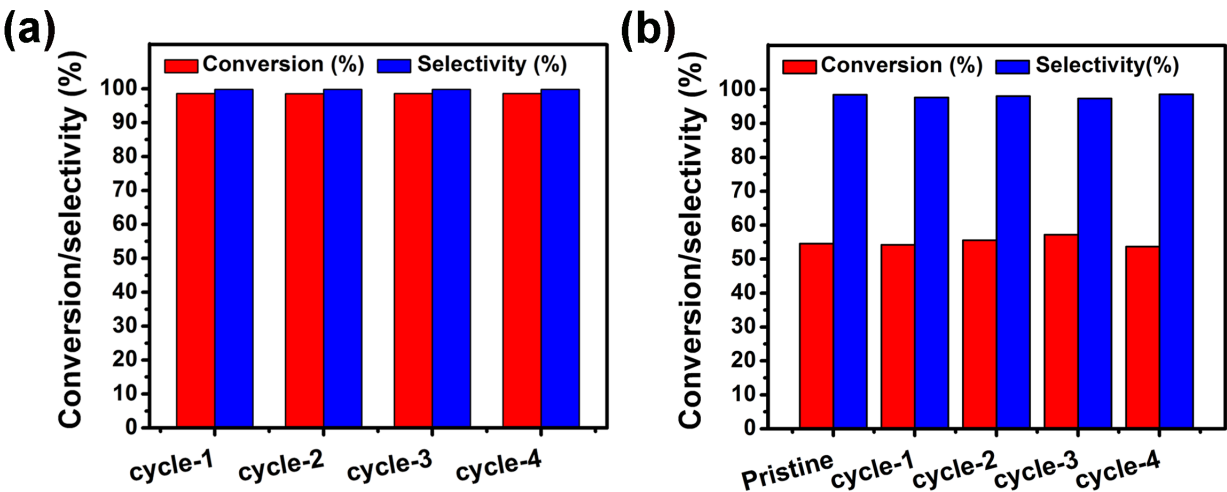 (a)
Conversion/selectivity (%)
Conversion (%) Selectivity (%)
100
90
80
70
60
50
40
30
20
10
0
cycle-1 cycle-2 cycle-3 cycle-4
(b)
Conversion/selectivity (%)
Conversion (%) Selectivity(%)
100
90
80
70
60
50
40
30
20
10
0
Pristine cycle-1 cycle-2 cycle-3 cycle-4